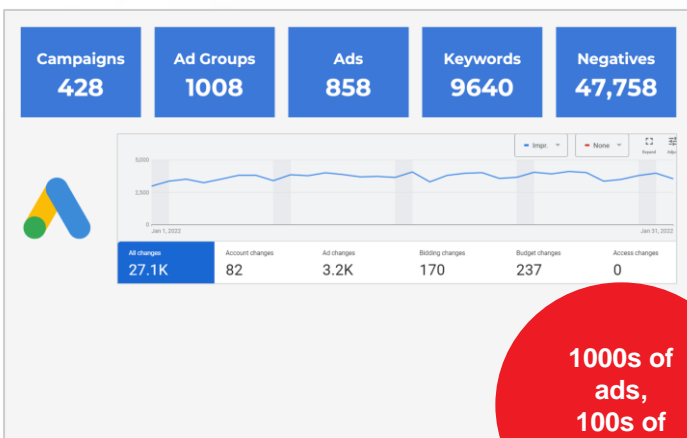 Campaigns
428
Ad Groups
1008
Ads
858
Keywords
9640
Negatives
47,758
Impr.
None
Expand
5,000
2,500
0
Jan 1, 2022
Jan 31, 2022
All changes
27.1K
Account changes
82
Ad changes
3.2K
Bidding changes
170
Budget changes
237
Access changes
0
1000s of
ads,
100s of